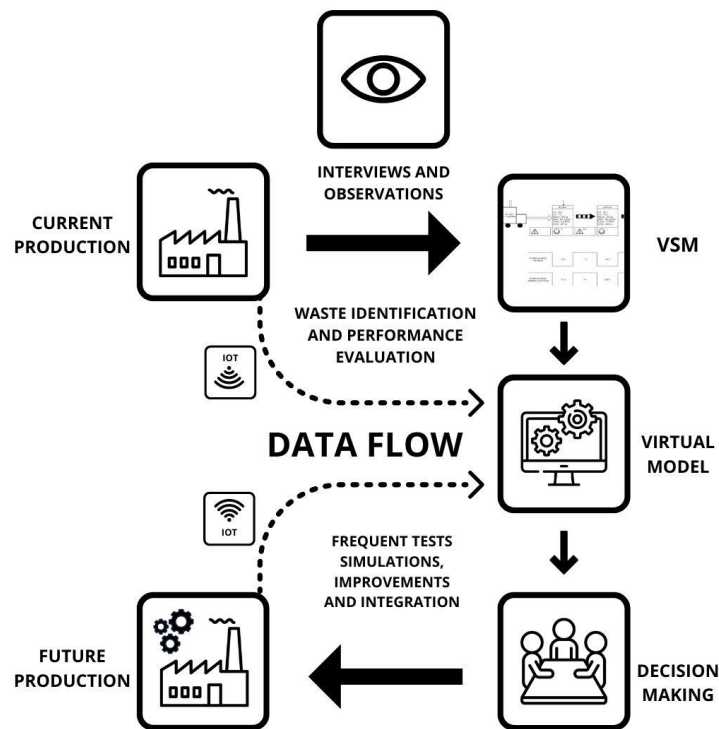 INTERVIEWS AND
OBSERVATIONS
CURRENT
PRODUCTION
VSM
WASTE IDENTIFICATION
AND PERFORMANCE
EVALUATION
IOT
DATA FLOW
VIRTUAL
MODEL
IOT
FREQUENT TESTS
SIMULATIONS,
IMPROVEMENTS
AND INTEGRATION
FUTURE
PRODUCTION
DECISION
MAKING